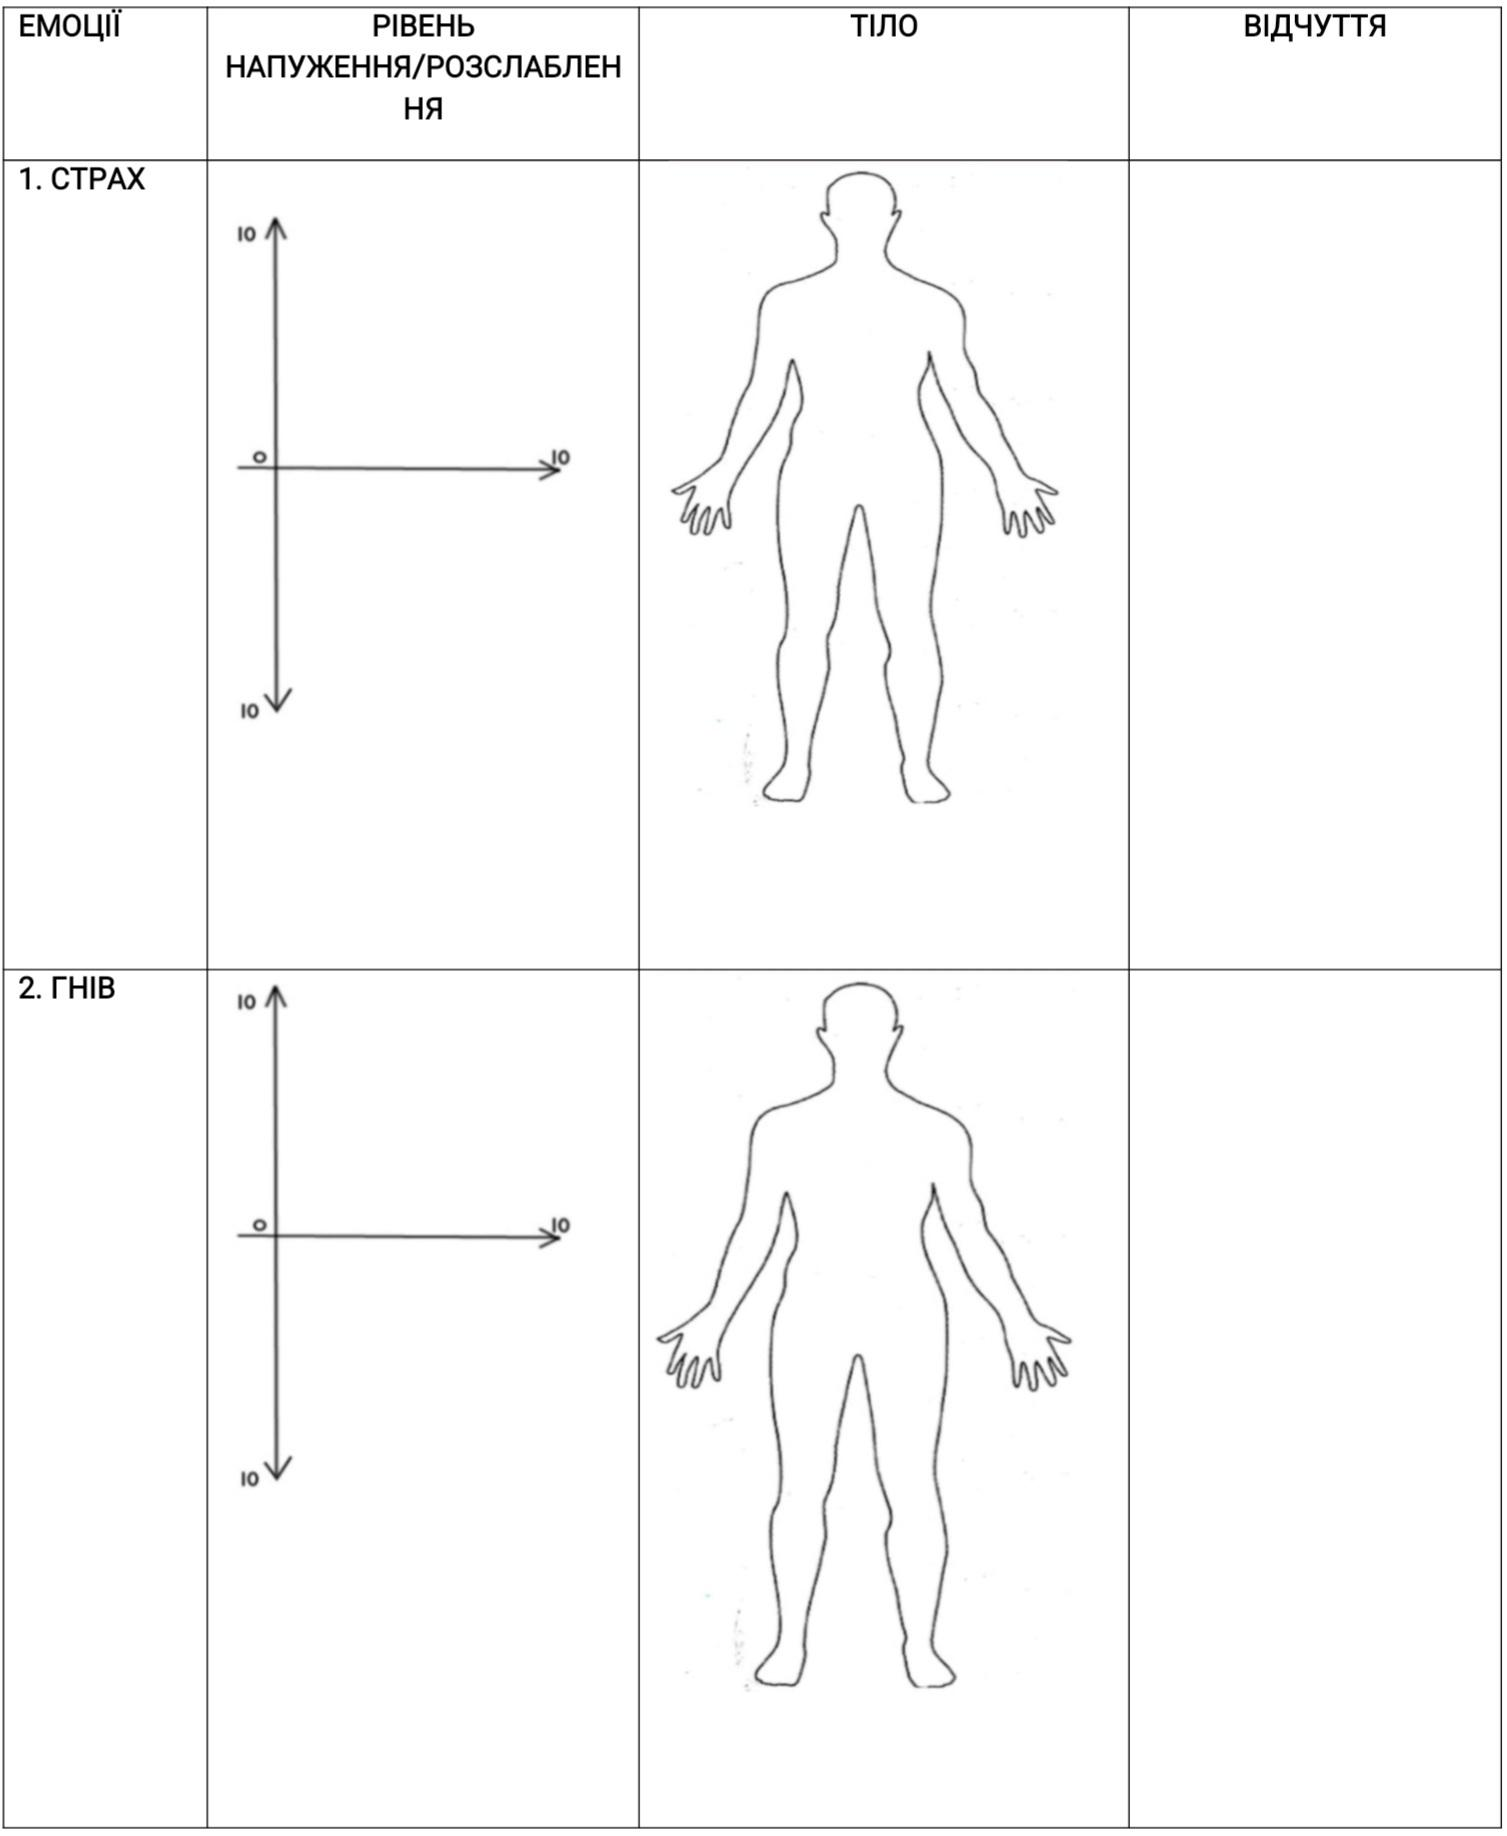 ЕМОЦІЇ
РІВЕНЬ
НАПУЖЕННЯ/РОЗСЛАБЛЕН
НЯ
ТІЛО
ВІДЧУТТЯ
1. СТРАХ
10
0
10
10
2. ГНІВ
10
0
10
10